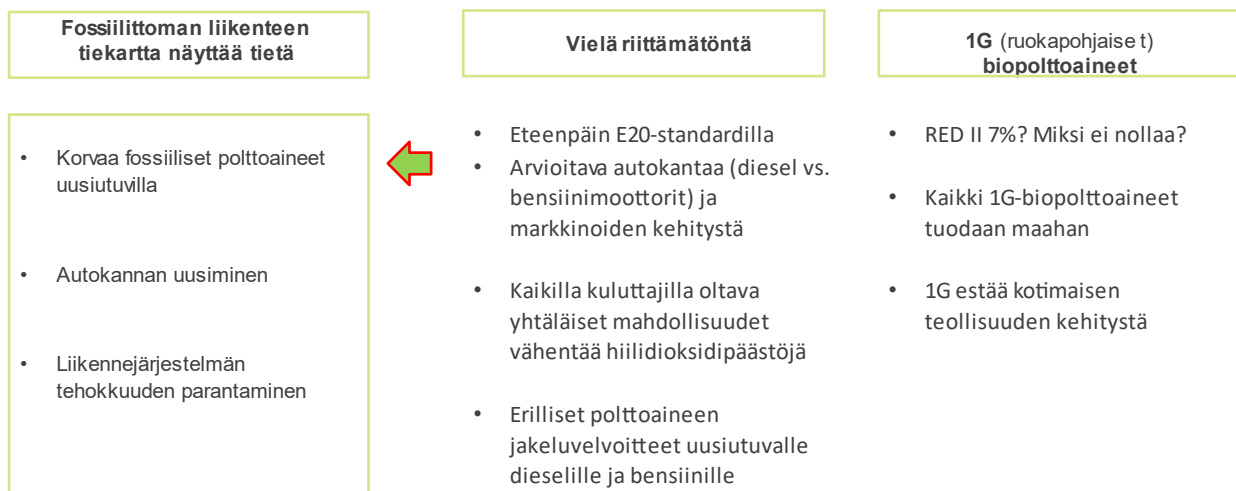 Fossiilittoman liikenteen
tiekartta näyttää tietä
• Korvaa fossiiliset polttoaineet
uusiutuvilla
• Autokannan uusiminen
• Liikennejärjestelmän
tehokkuuden parantaminen
Vielä riittämätöntä
• Eteenpäin E20-standardilla
• Arvioitava autokantaa (diesel vs.
bensiinimoottorit) ja
markkinoiden kehitystä
• Kaikilla kuluttajilla oltava
yhtäläiset mahdollisuudet
vähentää hiilidioksidipäästöjä
• Erilliset polttoaineen
jakeluvelvoitteet uusiutuvalle
dieselille ja bensiinille
1G (ruokapohjaise t)
biopolttoaineet
• RED II 7%? Miksi ei nollaa?
• Kaikki 1G-biopolttoaineet
tuodaan maahan
• 1G estää kotimaisen
teollisuuden kehitystä